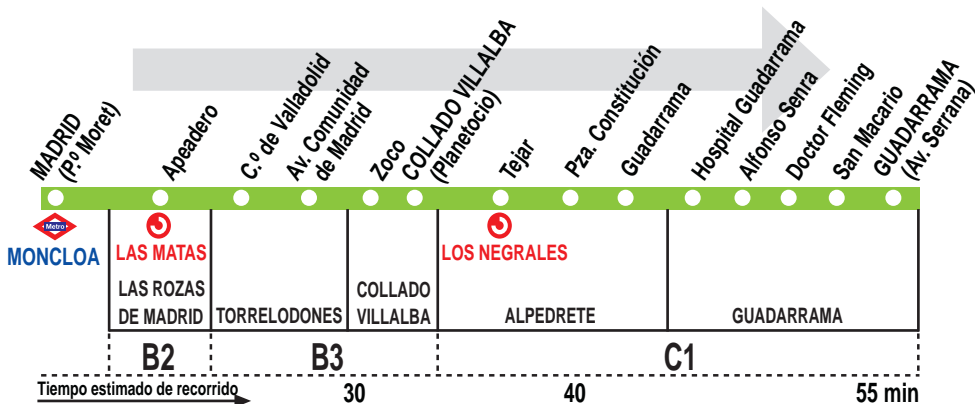 MADRID
(P.º Moret)
Apeadero
C.º de Valladolid
Av. Comunidad
de Madrid
Zoco
COLLADO VILLALBA
(Planetocio)
Tejar
Pza. Constitución
Guadarrama
Hospital Guadarrama
Alfonso Senra
Doctor Fleming
San Macario
GUADARRAMA
(Av. Serrana)
Metro
MONCLOA
LAS MATAS
LOS NEGRALES
LAS ROZAS
DE MADRID
TORRELODONES
COLLADO
VILLALBA
ALPEDRETE
GUADARRAMA
B2
B3
C1
Tiempo estimado de recorrido
30
40
55 min